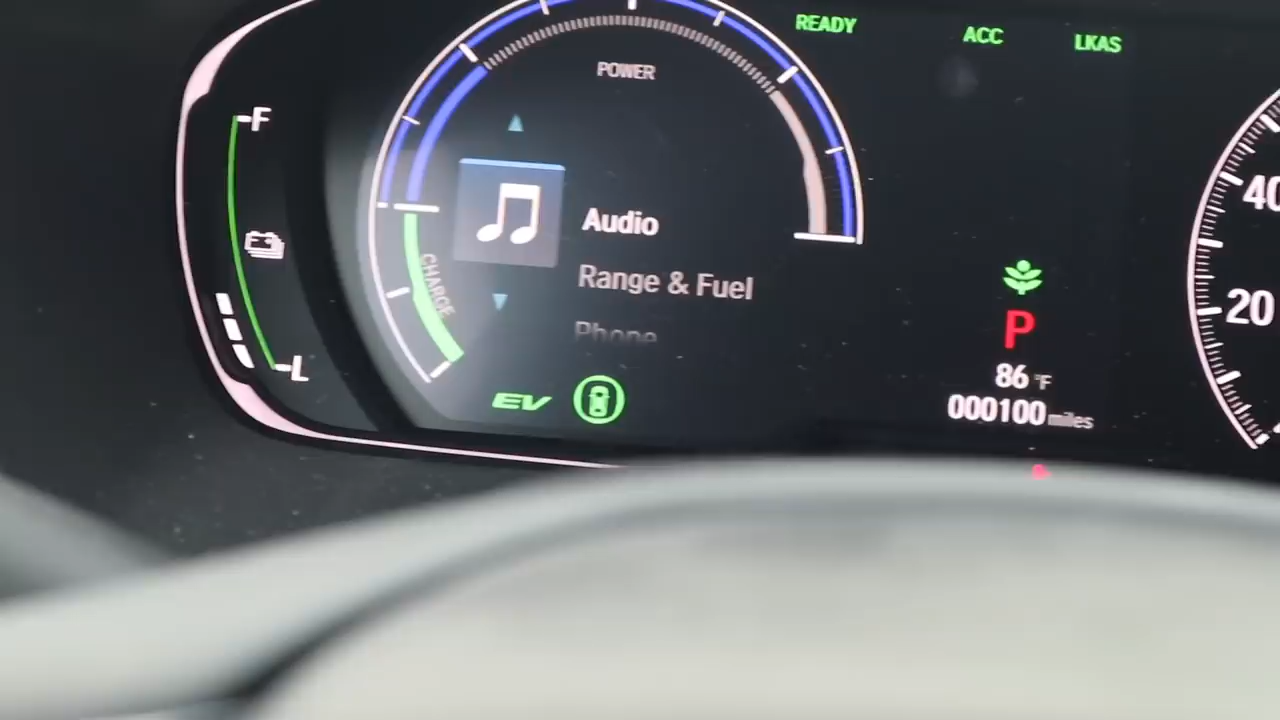 READY
ACC
LKAS
F
POWER
40
Audio
CHARGE
Range & Fuel
20
Phone
P
L
86 °F
EV
000100 miles